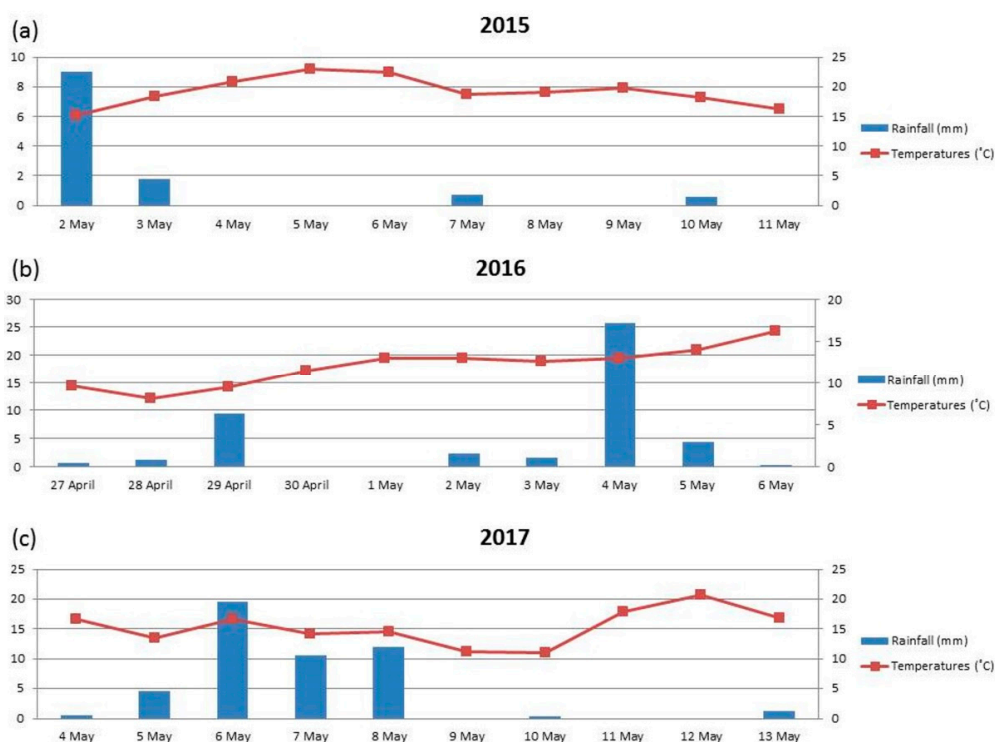 (a)
2015
10 25
8 20
6 15
4 10
2 5
0 0
Rainfall (mm)
Temperatures (˚C)
2 May 3 May 4 May 5 May 6 May 7 May 8 May 9 May 10 May 11 May
(b)
2016
30 20
25
20 15
15 10
10
5 5
0 0
Rainfall (mm)
Temperatures (˚C)
27 April 28 April 29 April 30 April 1 May 2 May 3 May 4 May 5 May 6 May
(c)
2017
25 25
20 20
15 15
10 10
5 5
0 0
Rainfall (mm)
Temperatures (˚C)
4 May 5 May 6 May 7 May 8 May 9 May 10 May 11 May 12 May 13 May